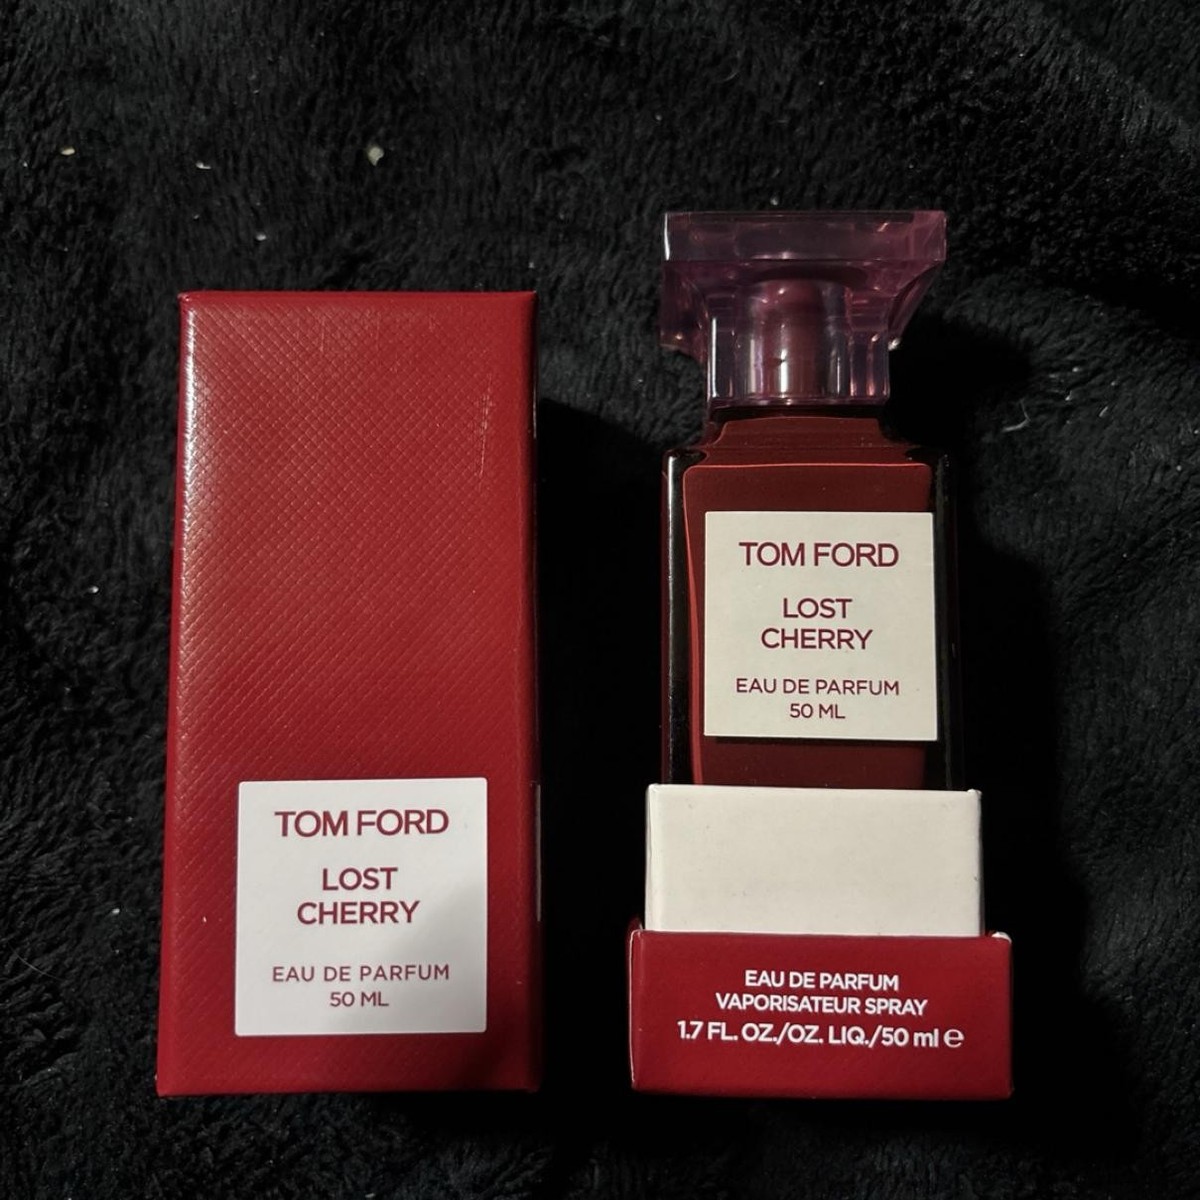 TOM FORD
LOST
CHERRY
EAU DE PARFUM
50 ML
TOM FORD
LOST
CHERRY
EAU DE PARFUM
50 ML
EAU DE PARFUM
VAPORISATEUR SPRAY
1.7 FL. OZ./OZ. LIQ./50 ml ℮